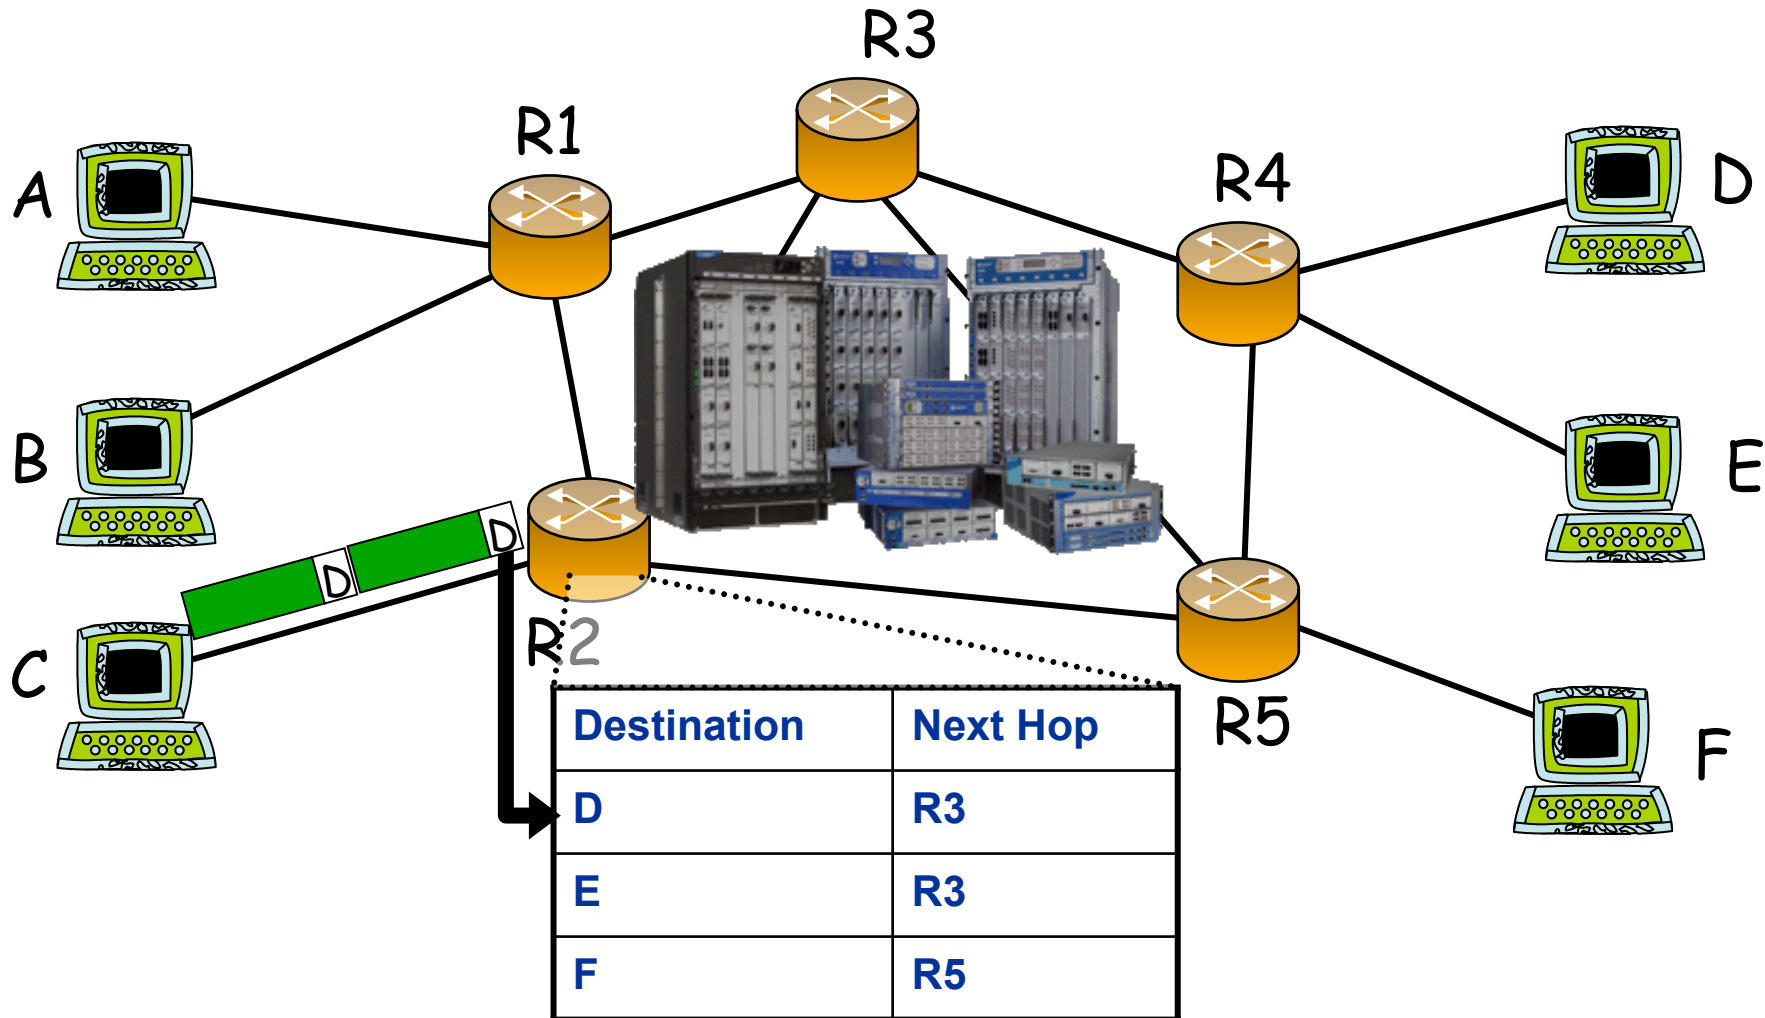 R3
R1
A
R4
D
B
E
D
D
R2
C
R5
F
Destination Next Hop
D R3
E R3
F R5